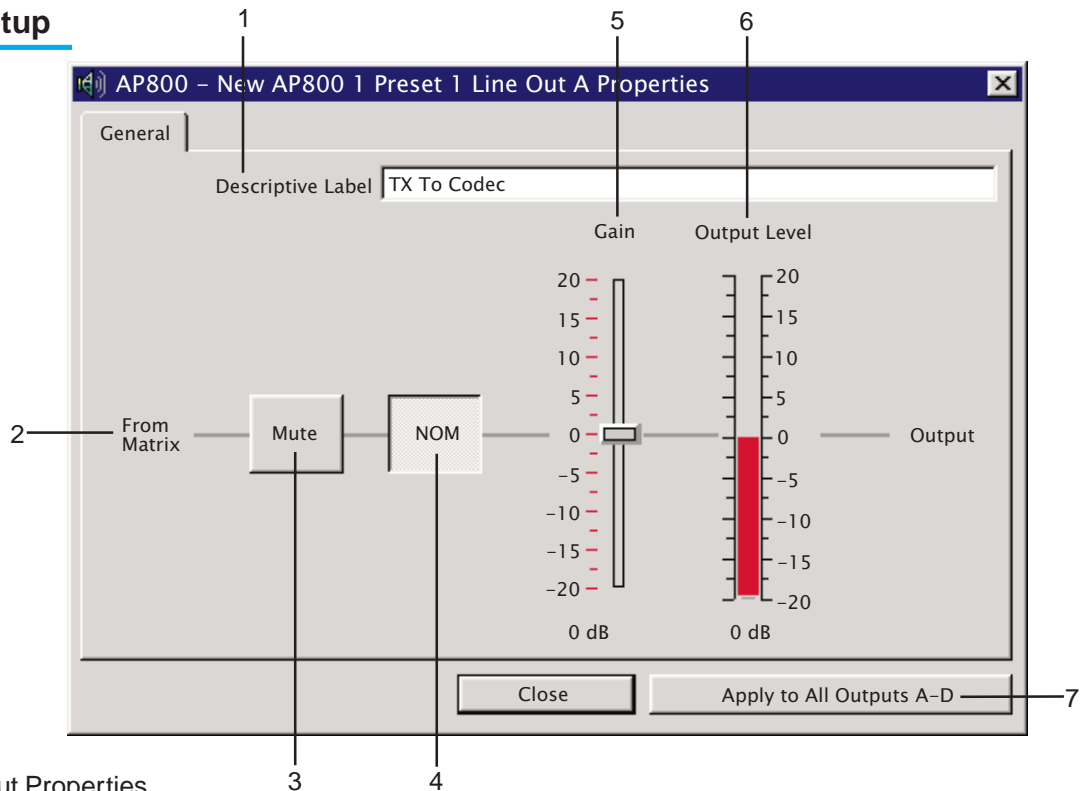 tup
1 5 6
AP800 – New AP800 1 Preset 1 Line Out A Properties
General
Descriptive Label TX To Codec
Gain Output Level
20 20
15 15
10 10
5 5
2 From Matrix Mute NOM 0 0 Output
–5 –5
–10 –10
–15 –15
–20 –20
0 dB 0 dB
Close Apply to All Outputs A–D 7
ut Properties 3 4